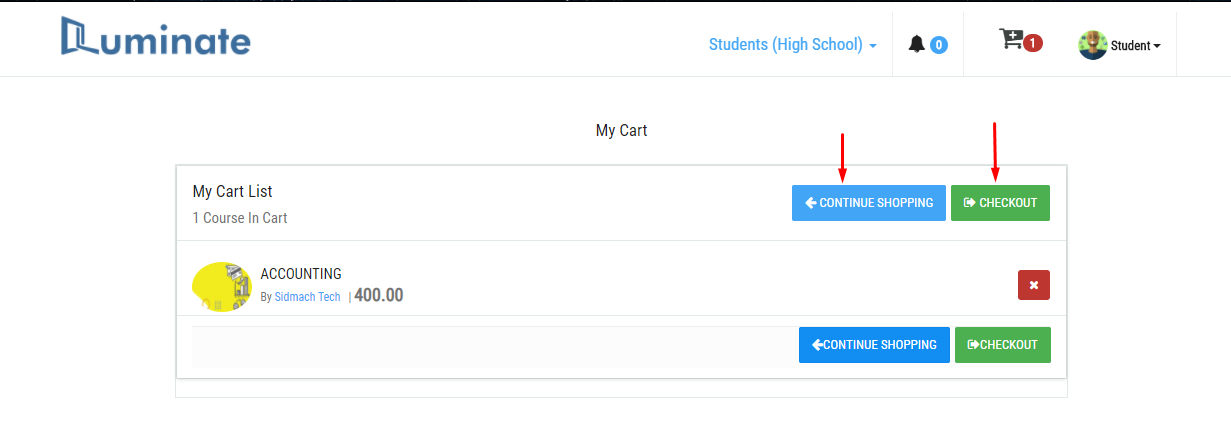 Luminate
Students (High School)
0
1
Student
My Cart
My Cart List
1 Course In Cart
CONTINUE SHOPPING
CHECKOUT
ACCOUNTING
By Sidmach Tech | 400.00
CONTINUE SHOPPING
CHECKOUT